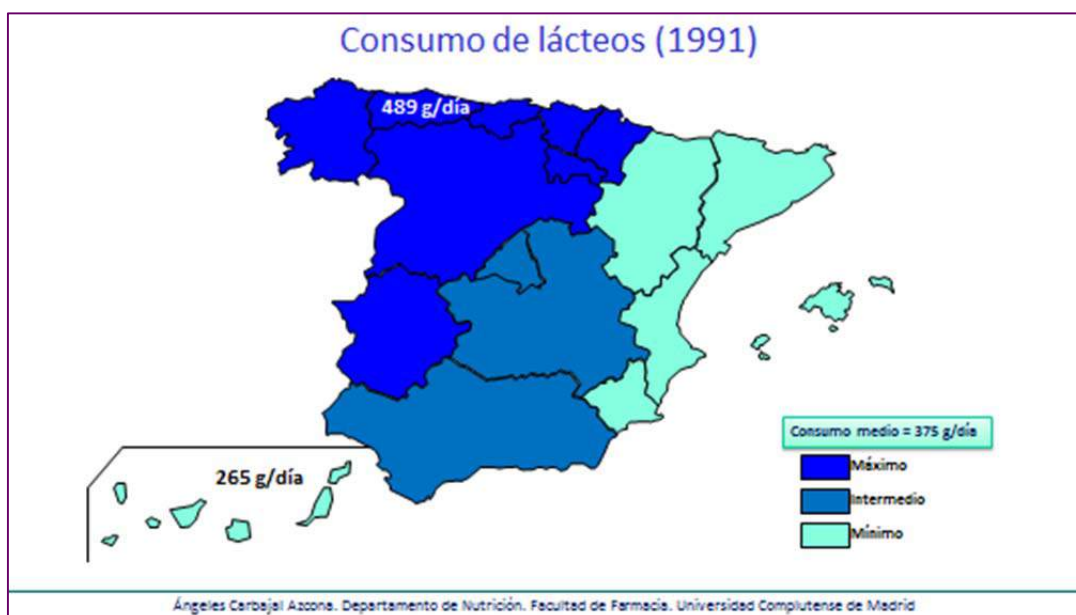 Consumo de lácteos (1991)
489 g/día
Consumo medio = 375 g/día
Máximo
265 g/día
Intermedio
Mínimo
Ángeles Carbajal Azcona. Departamento de Nutrición. Facultad de Farmacia. Universidad Complutense de Madrid